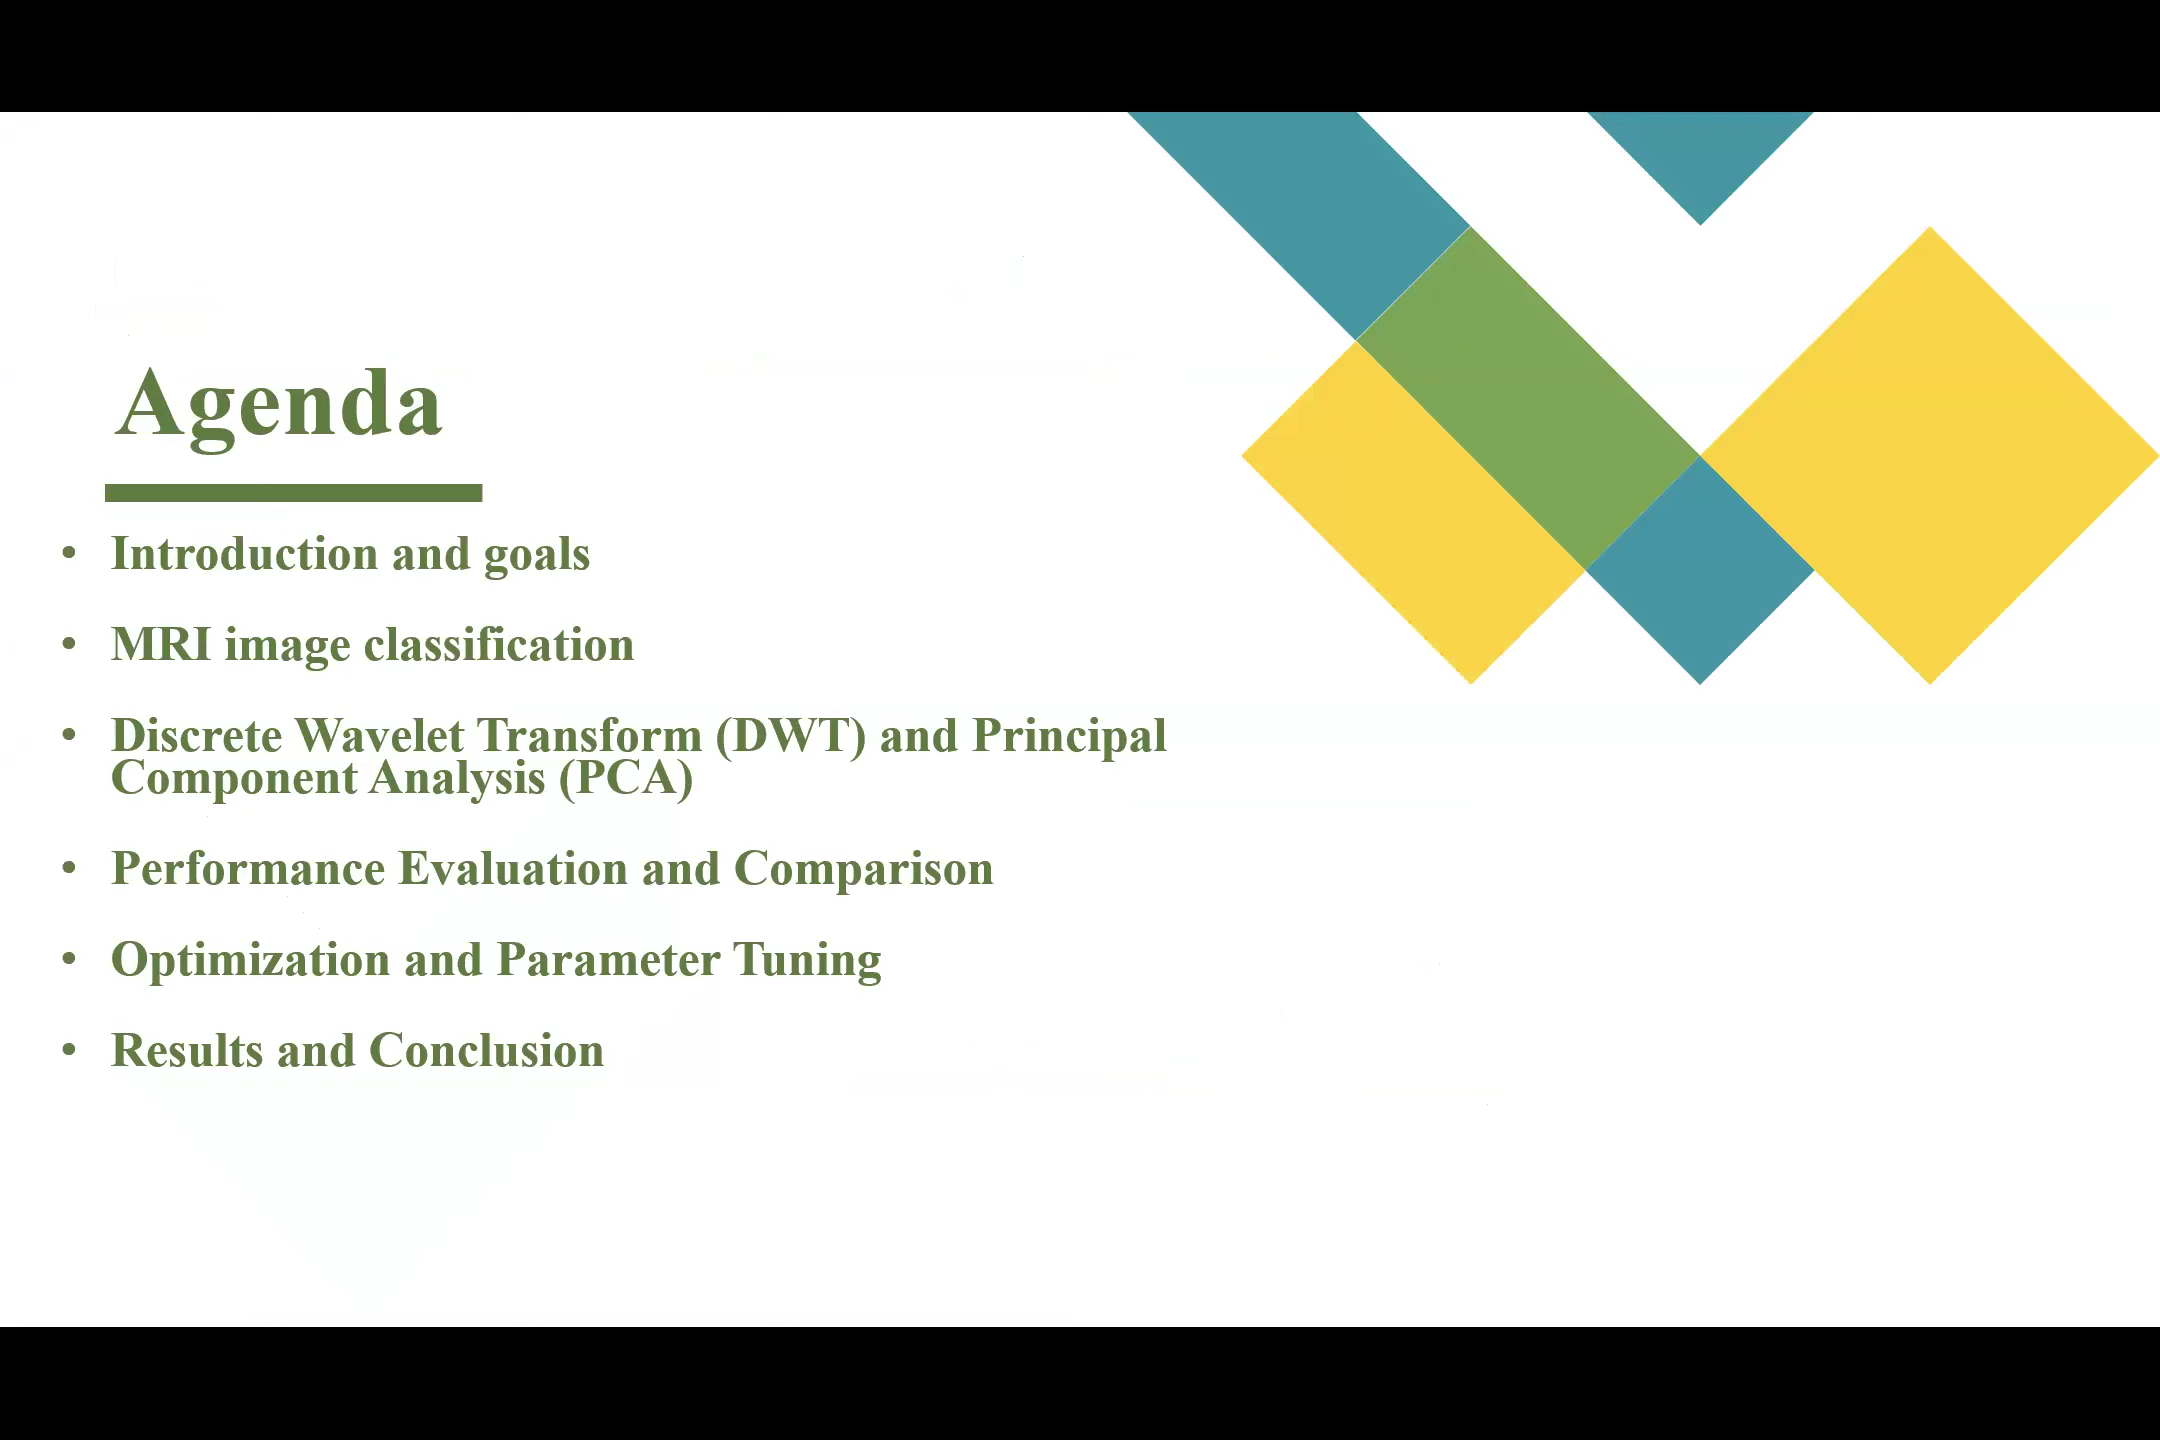 Agenda
• Introduction and goals
• MRI image classification
• Discrete Wavelet Transform (DWT) and Principal
Component Analysis (PCA)
• Performance Evaluation and Comparison
• Optimization and Parameter Tuning
• Results and Conclusion